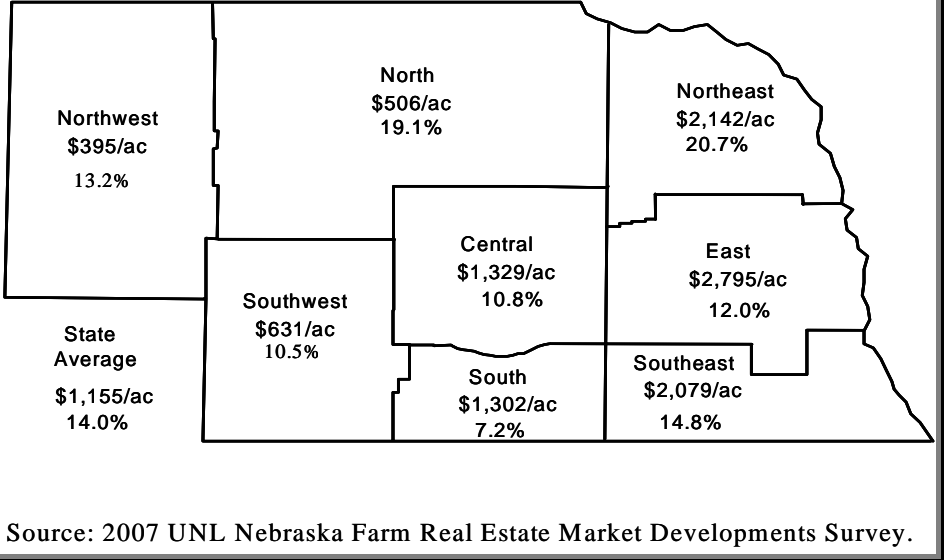 Northwest
$395/ac
13.2%
North
$506/ac
19.1%
Northeast
$2,142/ac
20.7%
Central
$1,329/ac
10.8%
East
$2,795/ac
12.0%
Southwest
$631/ac
10.5%
State
Average
$1,155/ac
14.0%
South
$1,302/ac
7.2%
Southeast
$2,079/ac
14.8%
Source: 2007 UNL Nebraska Farm Real Estate Market Developments Survey.